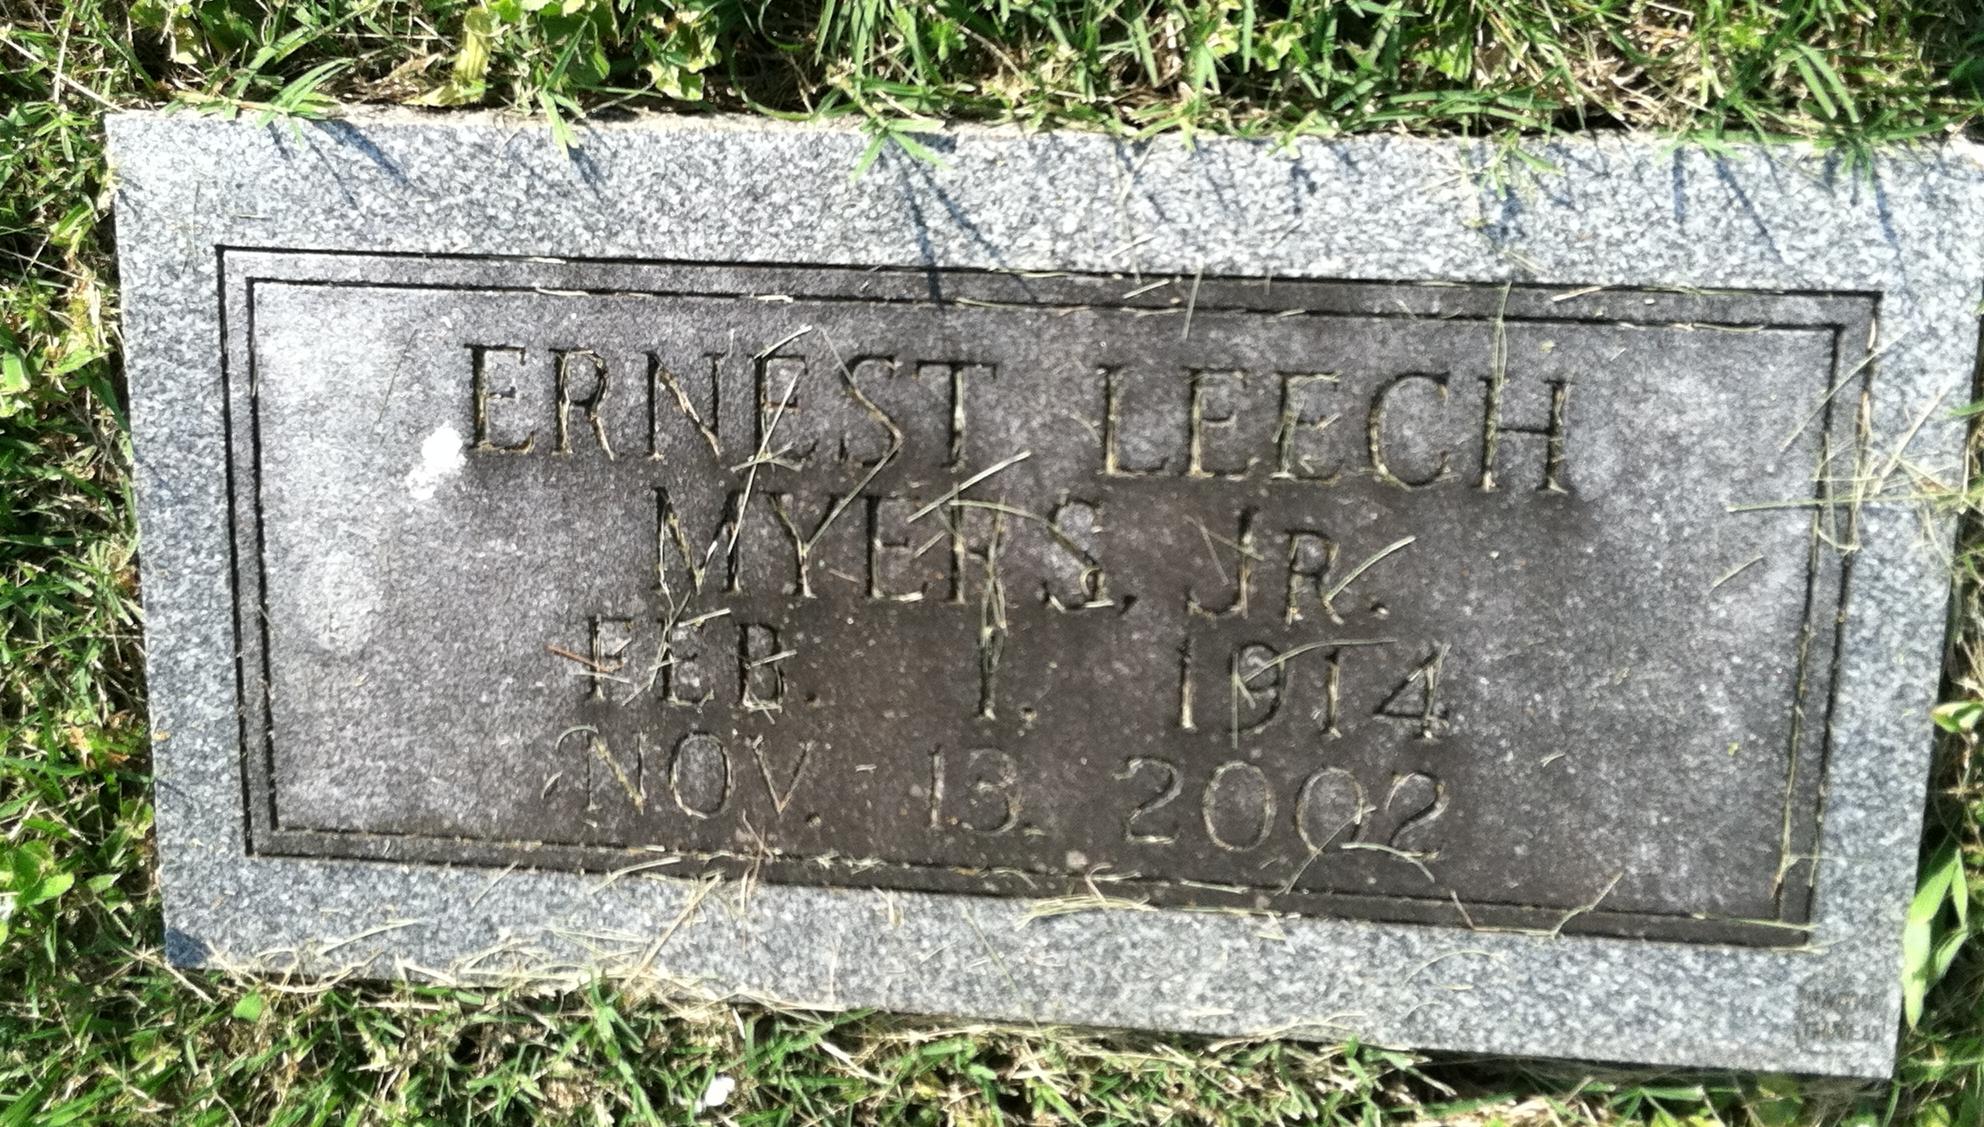 ERNEST LEECH
MYERS, JR.
FEB. 1. 1914
NOV. 13. 2002